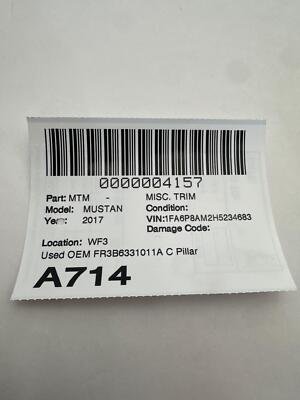 0000004157
Part: MTM - MISC. TRIM
Model: MUSTAN Condition:
Year: 2017 VIN:1FA6P8AM2H5234683
Damage Code:
Location: WF3
Used OEM FR3B6331011A C Pillar
A714